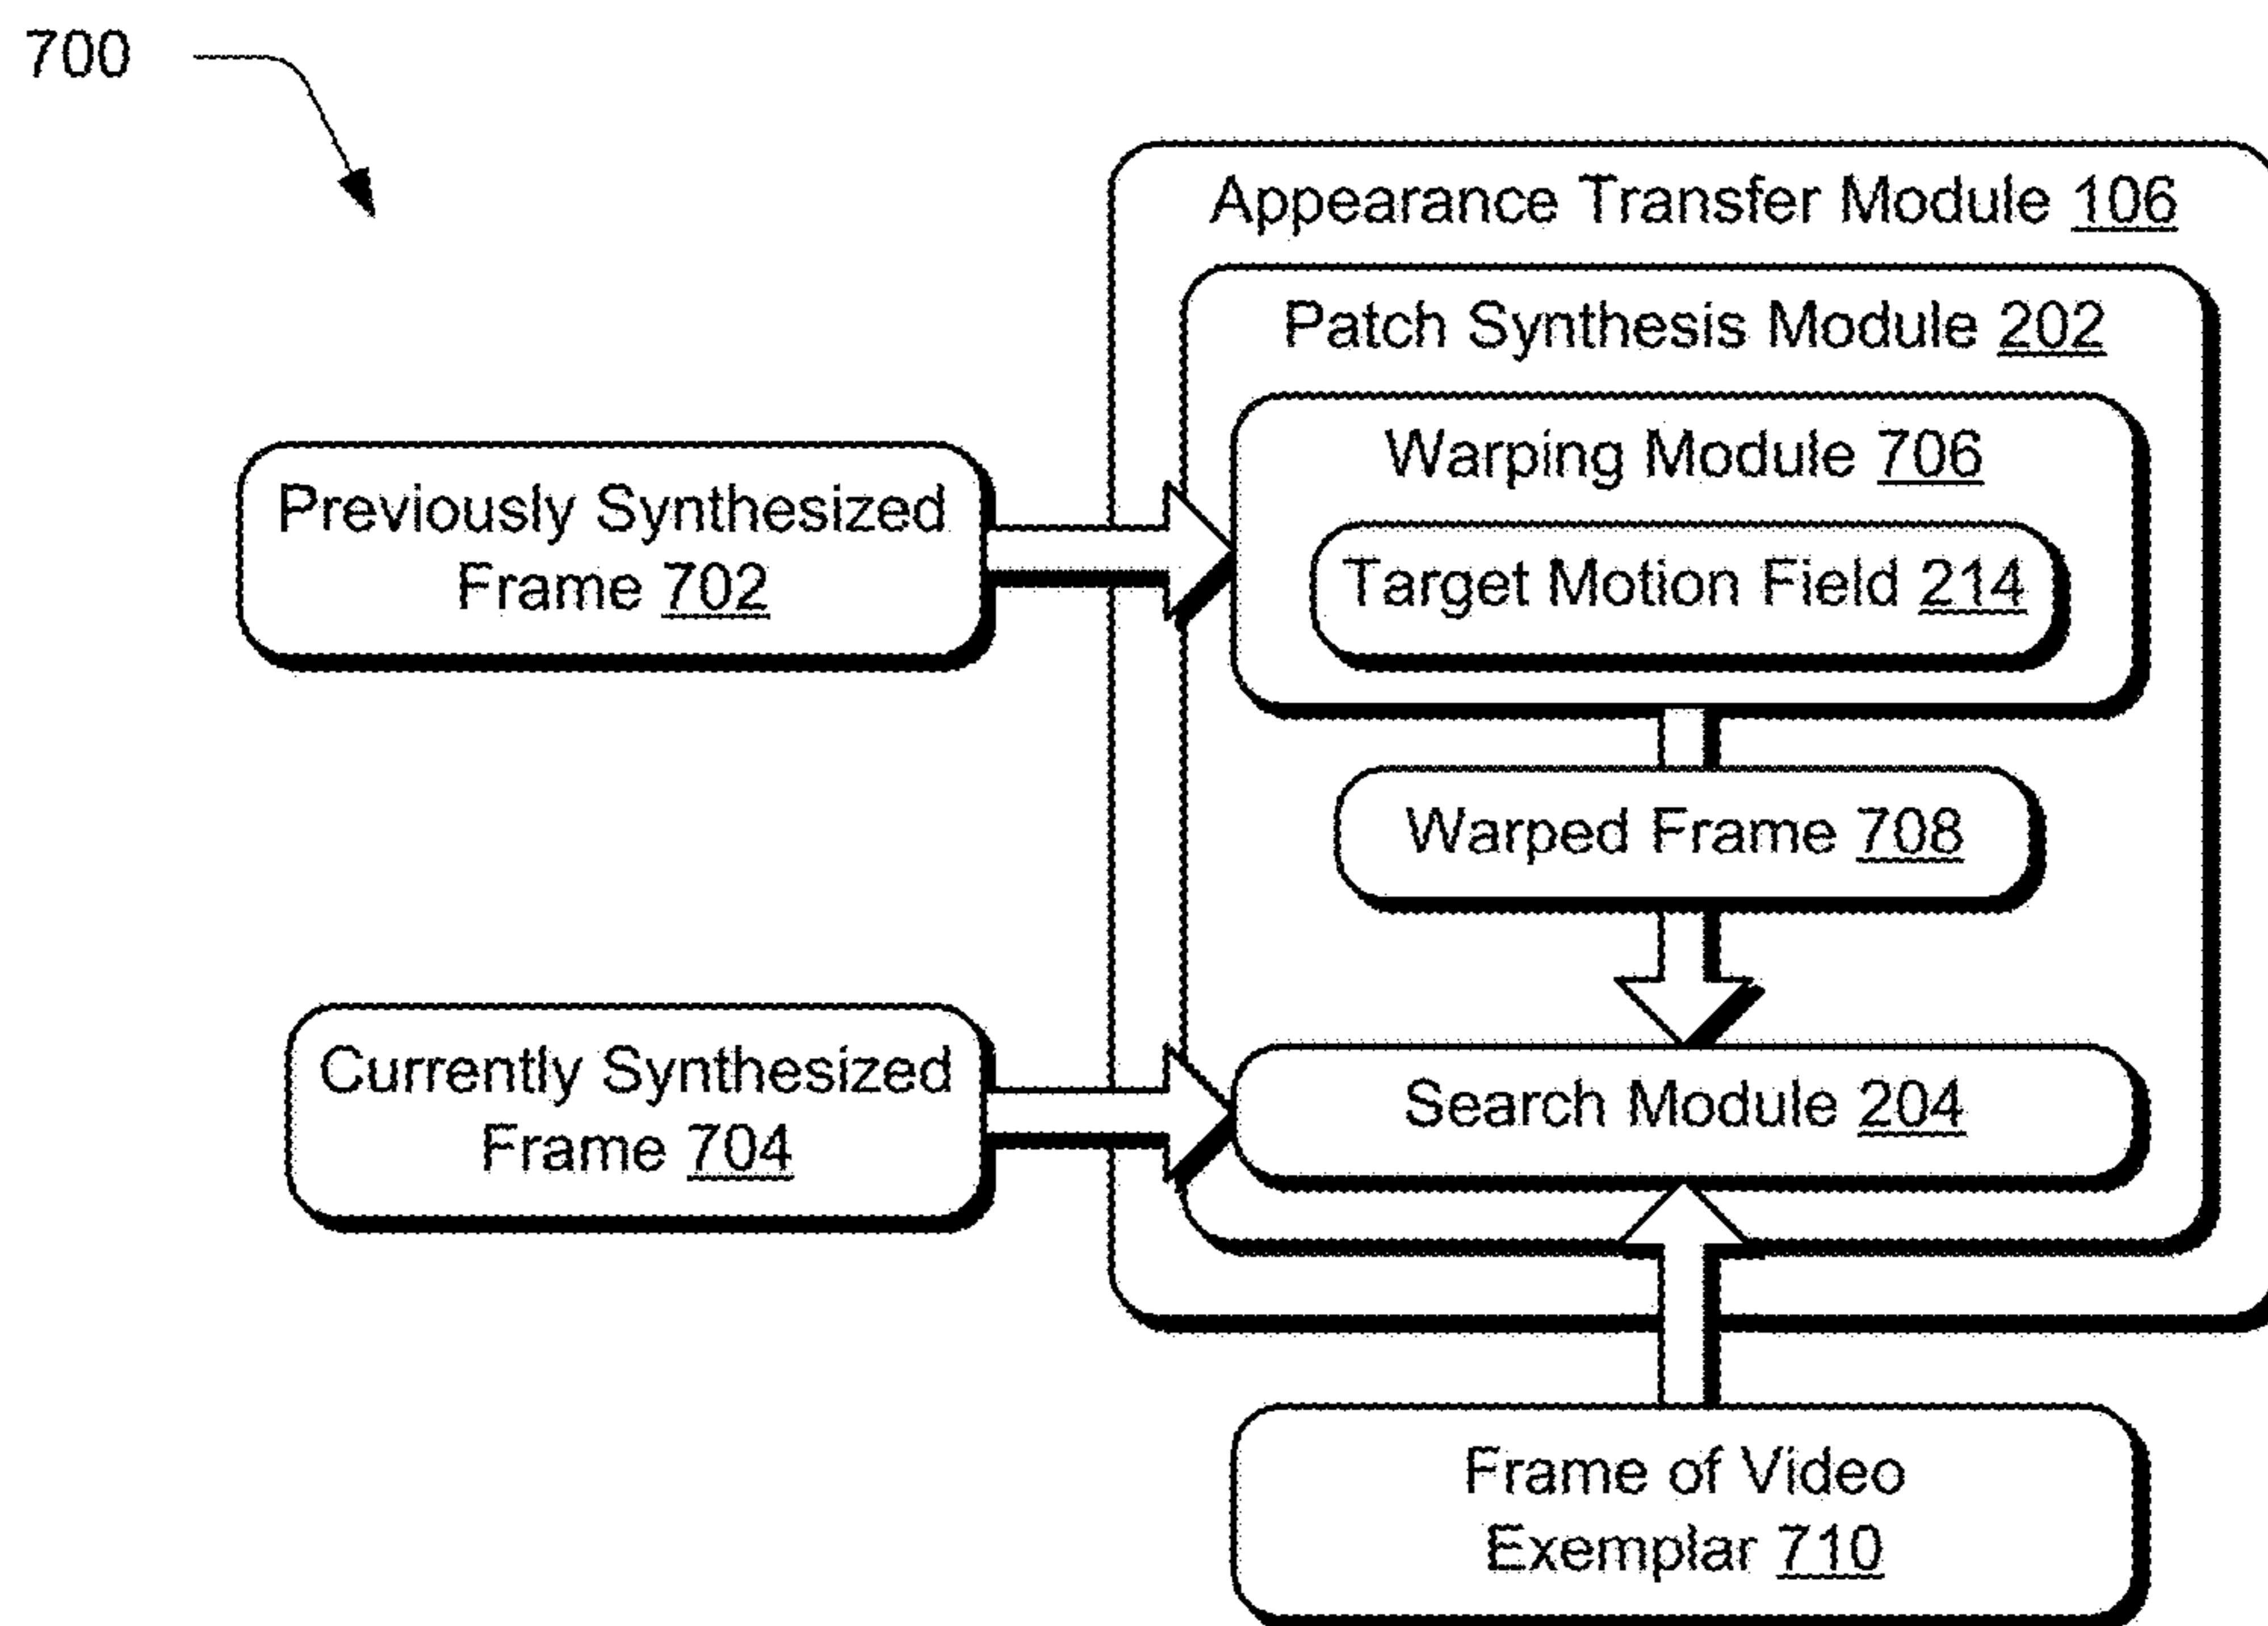 700
Appearance Transfer Module 106
Patch Synthesis Module 202
Warping Module 706
Previously Synthesized
Frame 702
Target Motion Field 214
Warped Frame 708
Currently Synthesized
Frame 704
Search Module 204
Frame of Video
Exemplar 710